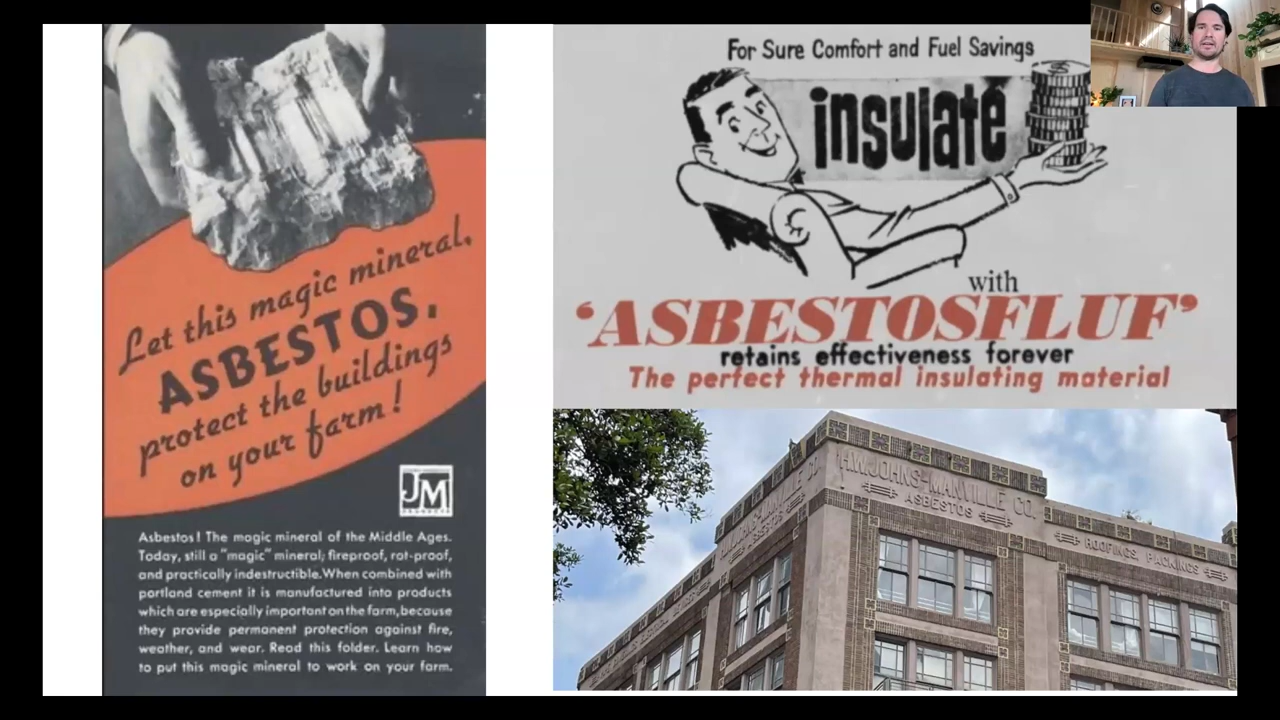 Let this magic mineral,
ASBESTOS,
protect the buildings
on your farm!
JM
PRODUCTS
Asbestos! The magic mineral of the Middle Ages.
Today, still a "magic" mineral; fireproof, rot-proof,
and practically indestructible. When combined with
portland cement it is manufactured into products
which are especially important on the farm, because
they provide permanent protection against fire,
weather, and wear. Read this folder. Learn how
to put this magic mineral to work on your farm.
For Sure Comfort and Fuel Savings
insulate
with
'ASBESTOSFLUF'
retains effectiveness forever
The perfect thermal insulating material
H.W. JOHNS-MANVILLE CO.
ASBESTOS
ROOFINGS, PACKINGS